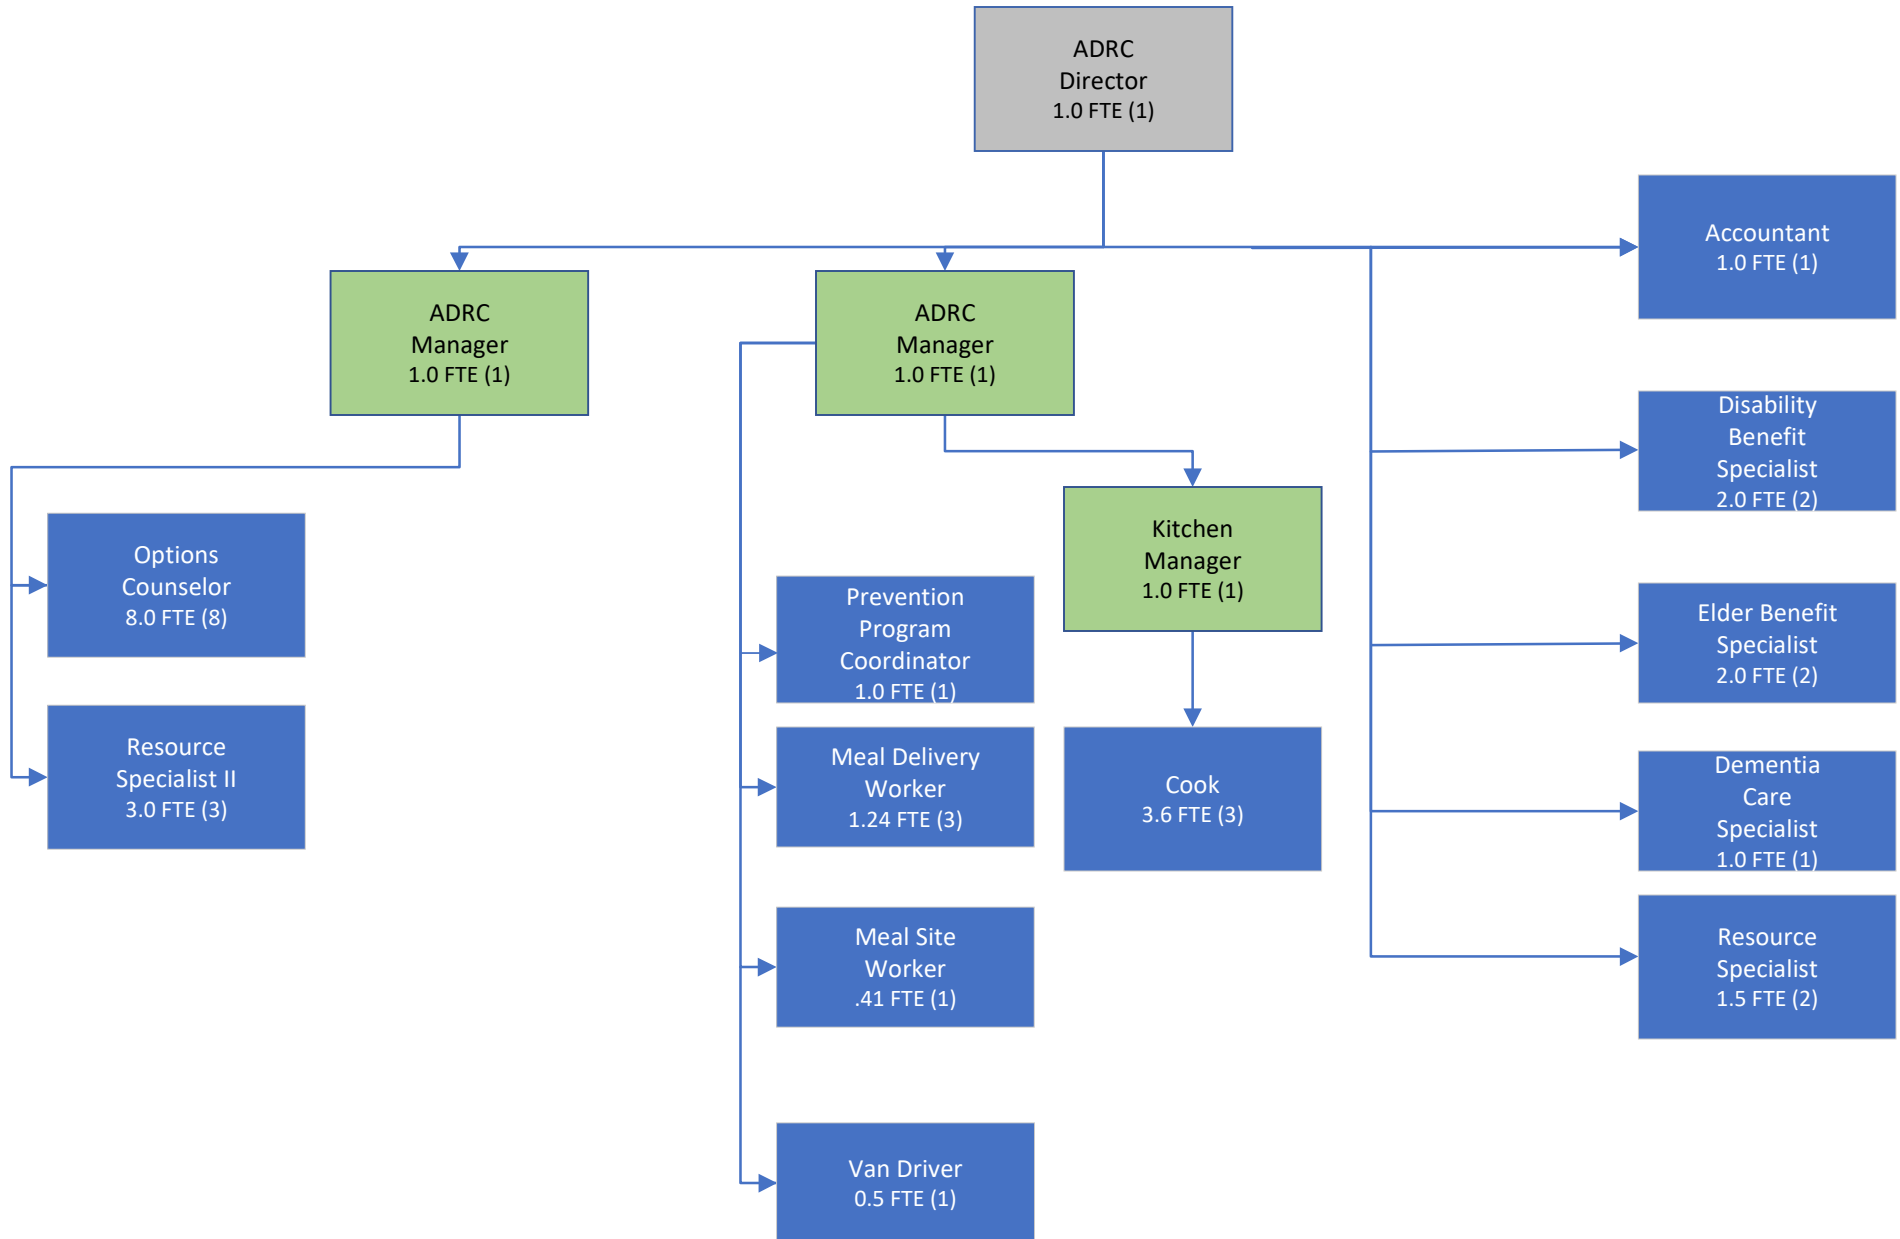 ADRC
Director
1.0 FTE (1)
Accountant
1.0 FTE (1)
ADRC
Manager
1.0 FTE (1)
ADRC
Manager
1.0 FTE (1)
Disability
Benefit
Specialist
2.0 FTE (2)
Kitchen
Manager
1.0 FTE (1)
Options
Counselor
8.0 FTE (8)
Prevention
Program
Coordinator
1.0 FTE (1)
Elder Benefit
Specialist
2.0 FTE (2)
Resource
Specialist II
3.0 FTE (3)
Meal Delivery
Worker
1.24 FTE (3)
Cook
3.6 FTE (3)
Dementia
Care
Specialist
1.0 FTE (1)
Meal Site
Worker
.41 FTE (1)
Resource
Specialist
1.5 FTE (2)
Van Driver
0.5 FTE (1)